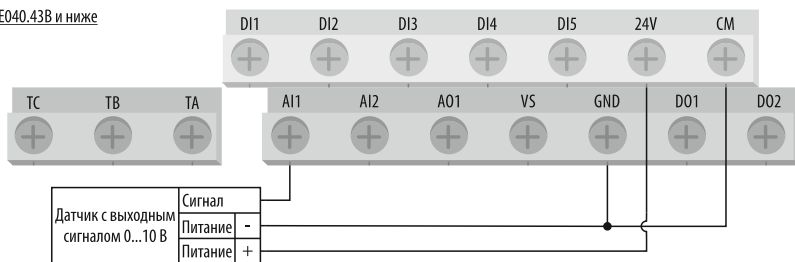 E040.43B и ниже
DI1 DI2 DI3 DI4 DI5 24V CM
TC TB TA AI1 AI2 AO1 VS GND DO1 DO2
Датчик с выходным
сигналом 0...10 В
Сигнал
Питание -
Питание +